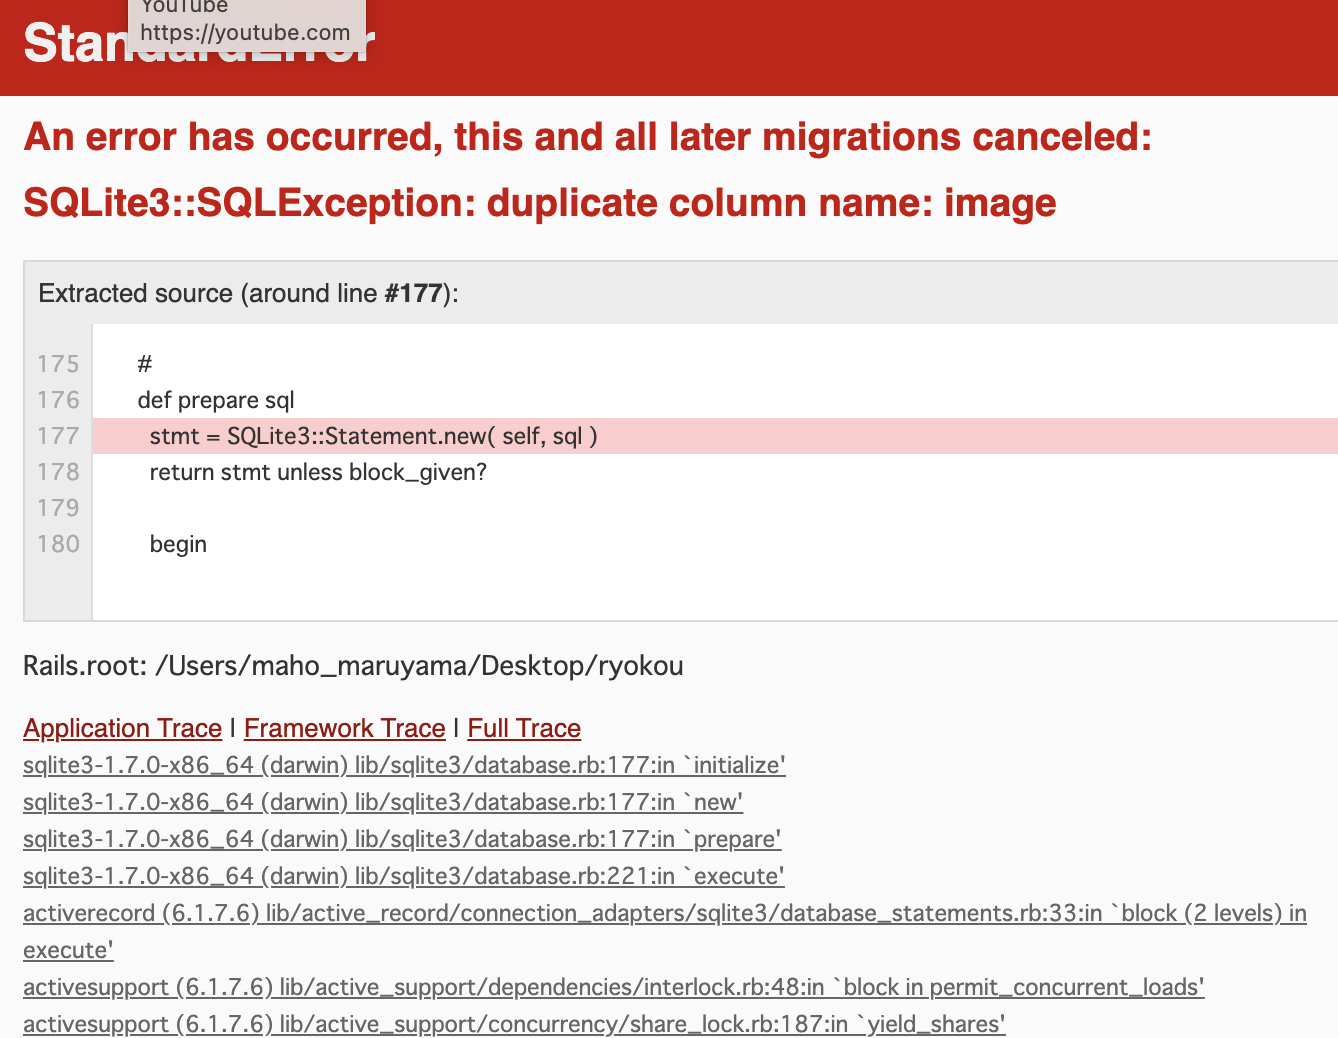 YouTube
https://youtube.com
StandardError
An error has occurred, this and all later migrations canceled:
SQLite3::SQLException: duplicate column name: image
Extracted source (around line #177):
175 #
176 def prepare sql
177 stmt = SQLite3::Statement.new( self, sql )
178 return stmt unless block_given?
179
180 begin
Rails.root: /Users/maho_maruyama/Desktop/ryokou
Application Trace | Framework Trace | Full Trace
sqlite3-1.7.0-x86_64 (darwin) lib/sqlite3/database.rb:177:in `initialize'
sqlite3-1.7.0-x86_64 (darwin) lib/sqlite3/database.rb:177:in `new'
sqlite3-1.7.0-x86_64 (darwin) lib/sqlite3/database.rb:177:in `prepare'
sqlite3-1.7.0-x86_64 (darwin) lib/sqlite3/database.rb:221:in `execute'
activerecord (6.1.7.6) lib/active_record/connection_adapters/sqlite3/database_statements.rb:33:in `block (2 levels) in
execute'
activesupport (6.1.7.6) lib/active_support/dependencies/interlock.rb:48:in `block in permit_concurrent_loads'
activesupport (6.1.7.6) lib/active_support/concurrency/share_lock.rb:187:in `yield_shares'